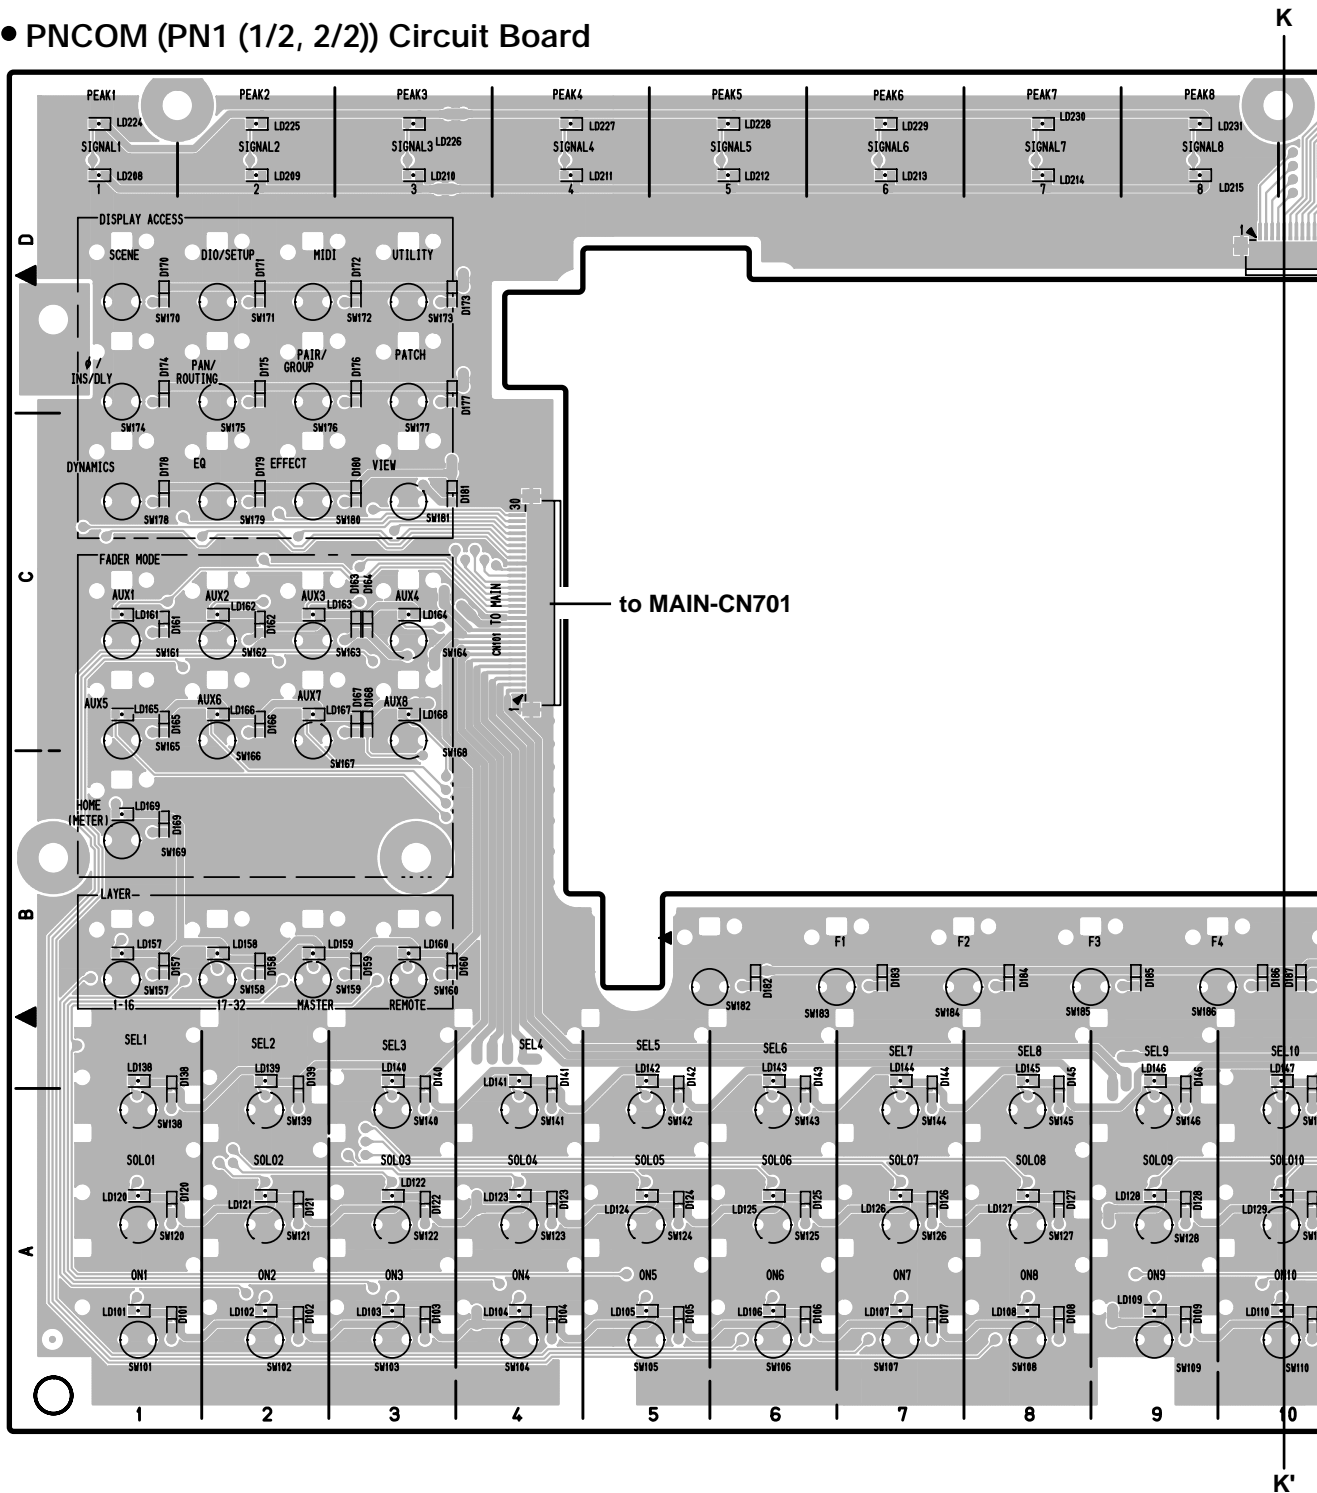 ● PNCOM (PN1 (1/2, 2/2)) Circuit Board
K
PEAK1 PEAK2 PEAK3 PEAK4 PEAK5 PEAK6 PEAK7 PEAK8
LD224 LD225 LD226 LD227 LD228 LD229 LD230 LD231
SIGNAL1 SIGNAL2 SIGNAL3 SIGNAL4 SIGNAL5 SIGNAL6 SIGNAL7 SIGNAL8
LD208 LD209 LD210 LD211 LD212 LD213 LD214 LD215
1 2 3 4 5 6 7 8
D
DISPLAY ACCESS
SCENE DIO/SETUP MIDI UTILITY
D170 D171 D172 D173
SW170 SW171 SW172 SW173
1
ϕ / INS/DLY PAN/ ROUTING PAIR/ GROUP PATCH
D174 D175 D176 D177
SW174 SW175 SW176 SW177
DYNAMICS EQ EFFECT VIEW
D178 D179 D180 D181
SW178 SW179 SW180 SW181
30
C
FADER MODE
AUX1 AUX2 AUX3 AUX4
D163 D164
LD161 LD162 LD163 LD164
D161 D162
SW161 SW162 SW163 SW164
CN101 TO MAIN
to MAIN-CN701
AUX5 AUX6 AUX7 AUX8
D167 D168
LD165 LD166 LD167 LD168
D165 D166
SW165 SW166 SW167 SW168
1
HOME (METER)
LD169
D169
SW169
B
LAYER
LD157 LD158 LD159 LD160
D157 D158 D159 D160
SW157 SW158 SW159 SW160
1-16 17-32 MASTER REMOTE
F1 F2 F3 F4
D182 D183 D184 D185 D186 D187
SW182 SW183 SW184 SW185 SW186
SEL1 SEL2 SEL3 SEL4 SEL5 SEL6 SEL7 SEL8 SEL9 SEL10
LD138 LD139 LD140 LD141 LD142 LD143 LD144 LD145 LD146 LD147
D138 D139 D140 D141 D142 D143 D144 D145 D146
SW138 SW139 SW140 SW141 SW142 SW143 SW144 SW145 SW146 SW1
SOLO1 SOLO2 SOLO3 SOLO4 SOLO5 SOLO6 SOLO7 SOLO8 SOLO9 SOLO10
LD120 LD121 LD122 LD123 LD124 LD125 LD126 LD127 LD128 LD129
D120 D121 D122 D123 D124 D125 D126 D127 D128
SW120 SW121 SW122 SW123 SW124 SW125 SW126 SW127 SW128 SW1
A
ON1 ON2 ON3 ON4 ON5 ON6 ON7 ON8 ON9 ON10
LD101 LD102 LD103 LD104 LD105 LD106 LD107 LD108 LD109 LD110
D101 D102 D103 D104 D105 D106 D107 D108 D109
SW101 SW102 SW103 SW104 SW105 SW106 SW107 SW108 SW109 SW110
1 2 3 4 5 6 7 8 9 10
K'